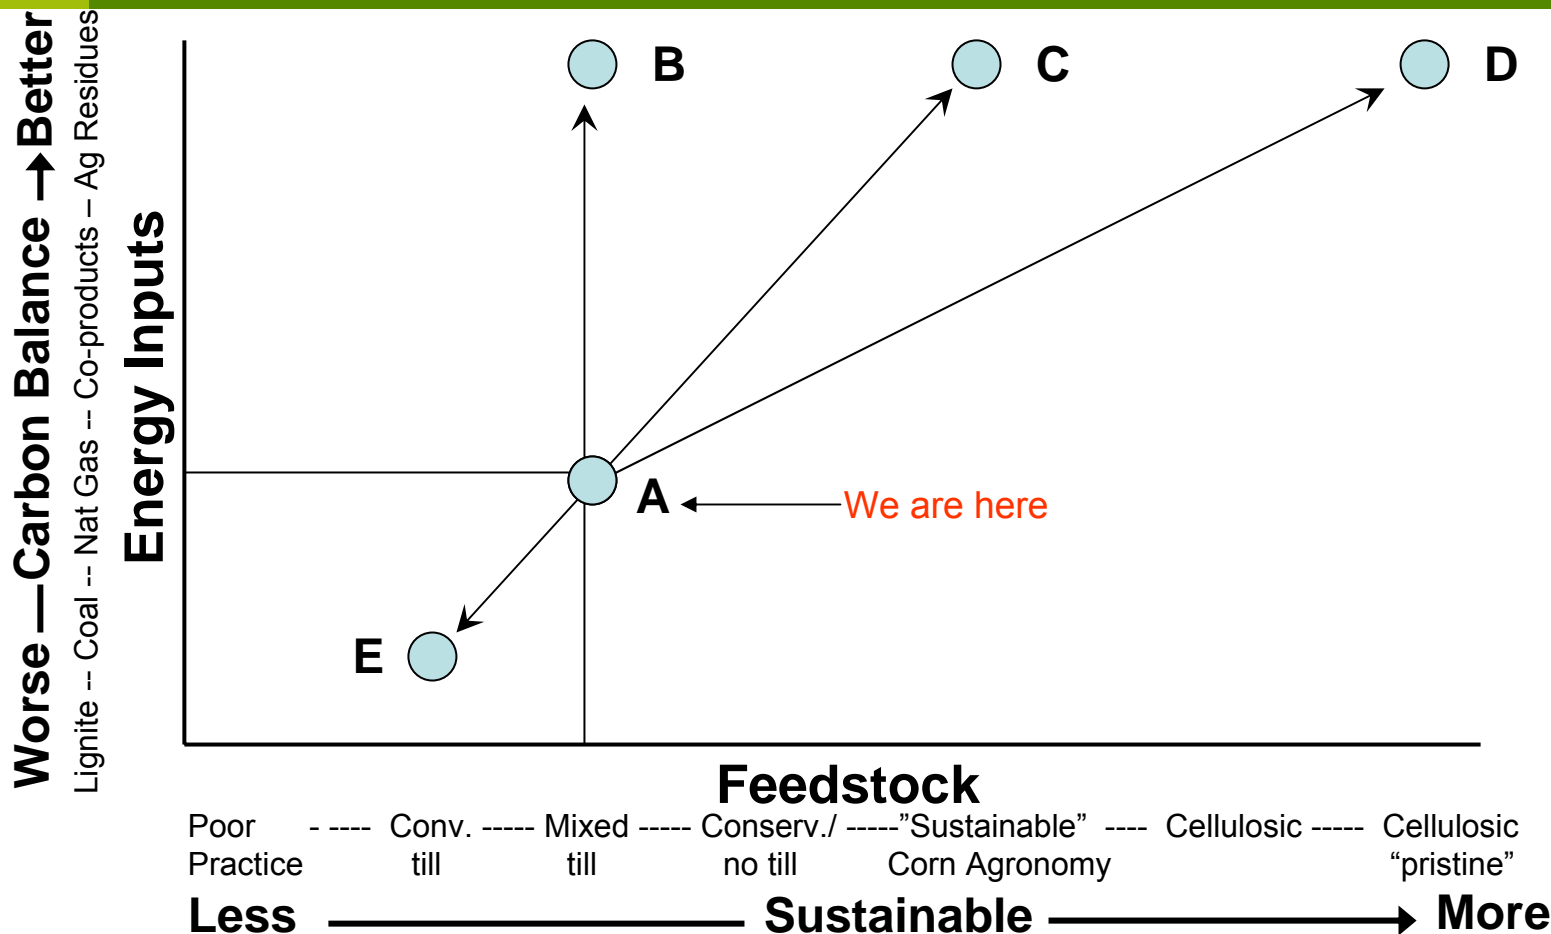 Worse —Carbon Balance →Better
Lignite -- Coal -- Nat Gas -- Co-products – Ag Residues
Energy Inputs
B
C
D
A
We are here
E
Feedstock
Poor - ---- Conv. ----- Mixed ----- Conserv./ -----”Sustainable” ---- Cellulosic ----- Cellulosic
Practice till till no till Corn Agronomy “pristine”
Less Sustainable More